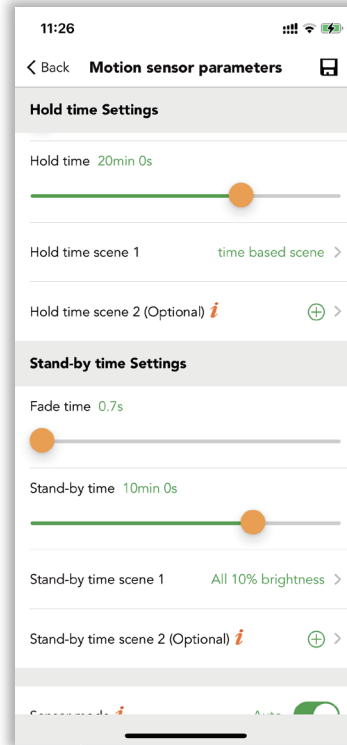 11:26
Back Motion sensor parameters
Hold time Settings
Hold time 20min 0s
Hold time scene 1 time based scene
Hold time scene 2 (Optional) i
Stand-by time Settings
Fade time 0.7s
Stand-by time 10min 0s
Stand-by time scene 1 All 10% brightness
Stand-by time scene 2 (Optional) i
Sensor mode i Auto